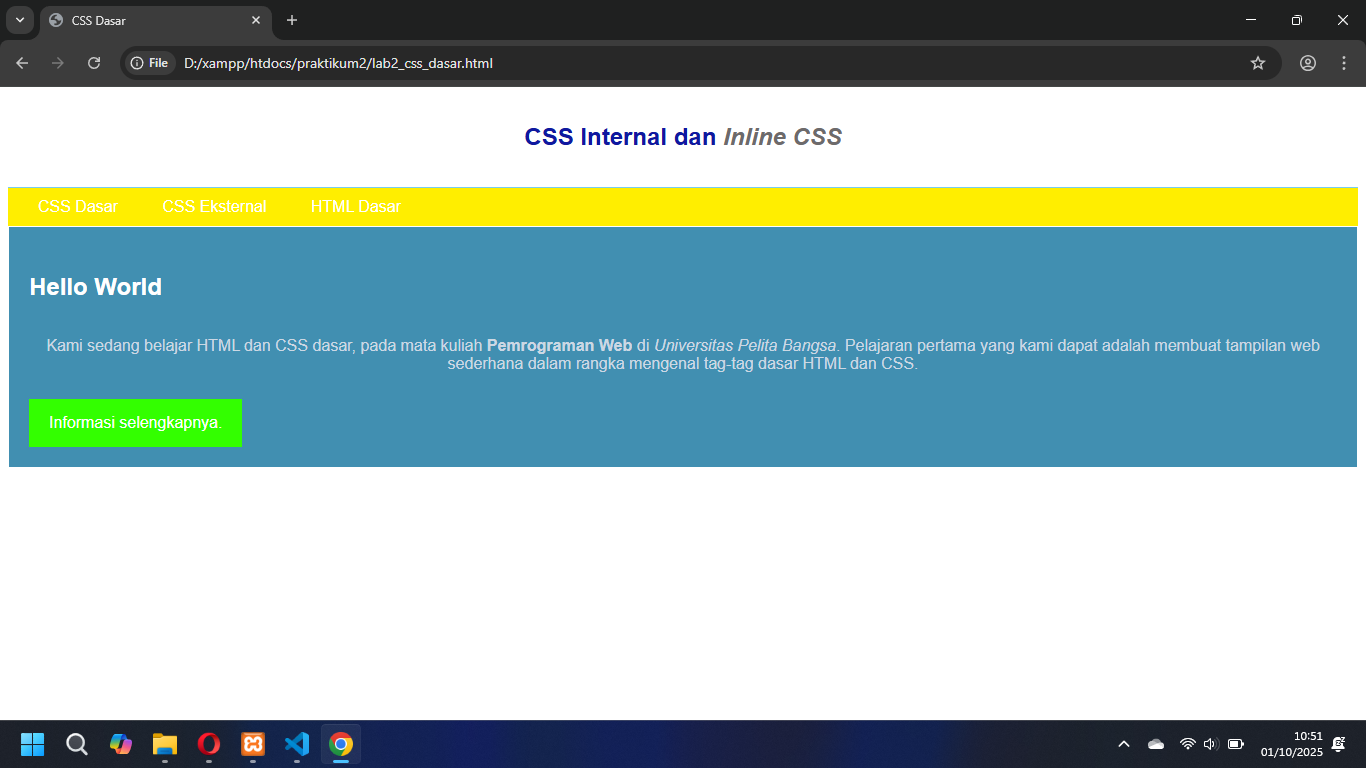 CSS Dasar
File
D:/xampp/htdocs/praktikum2/lab2_css_dasar.html
CSS Internal dan Inline CSS
CSS Dasar CSS Eksternal HTML Dasar
Hello World
Kami sedang belajar HTML dan CSS dasar, pada mata kuliah Pemrograman Web di Universitas Pelita Bangsa. Pelajaran pertama yang kami dapat adalah membuat tampilan web
sederhana dalam rangka mengenal tag-tag dasar HTML dan CSS.
Informasi selengkapnya.
10:51
01/10/2025